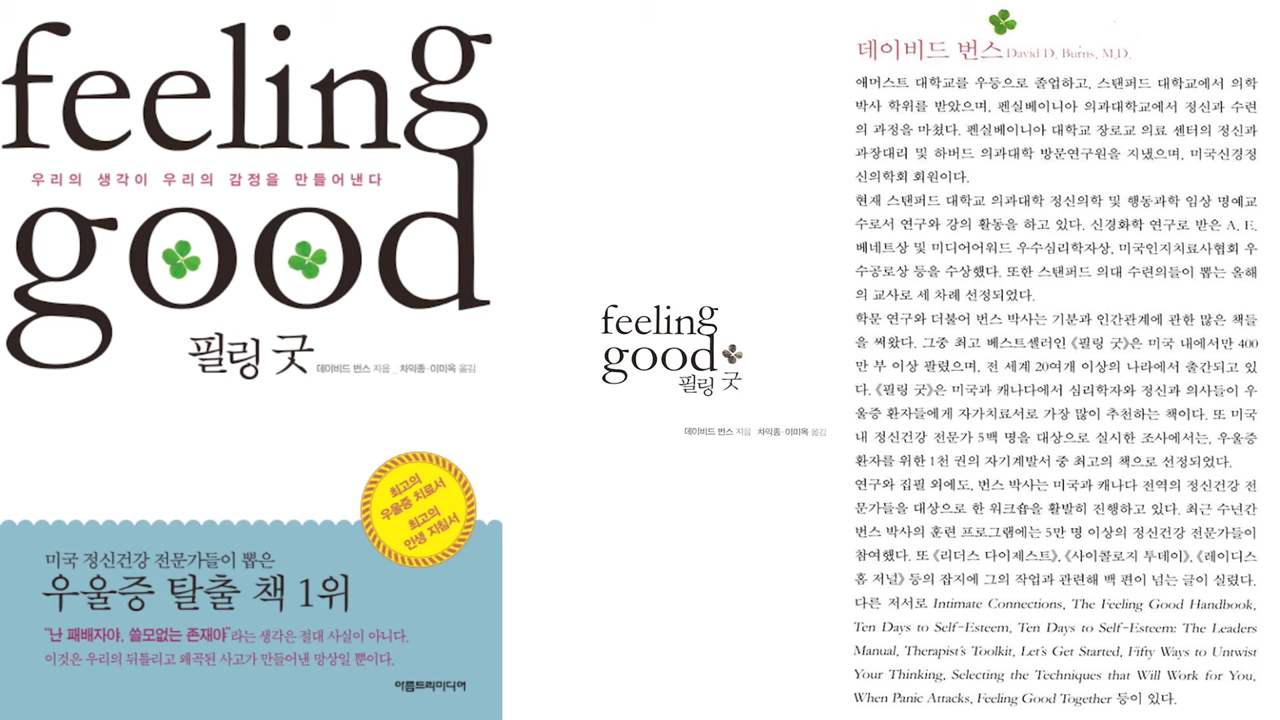 feeling
우리의 생각이 우리의 감정을 만들어낸다
good
필링 굿 데이비드 번스 지음 _ 차익종·이미옥 옮김
최고의
우울증 치료서
최고의
인생 지침서
미국 정신건강 전문가들이 뽑은
우울증 탈출 책 1위
"난 패배자야, 쓸모없는 존재야"라는 생각은 절대 사실이 아니다.
이것은 우리의 뒤틀리고 왜곡된 사고가 만들어낸 망상일 뿐이다.
아름드리미디어
feeling
good
필링 굿
데이비드 번스 지음 차익종·이미옥 옮김
데이비드 번스 David D. Burns, M.D.
애머스트 대학교를 우등으로 졸업하고, 스탠퍼드 대학교에서 의학
박사 학위를 받았으며, 펜실베이니아 의과대학교에서 정신과 수련
의 과정을 마쳤다. 펜실베이니아 대학교 장로교 의료 센터의 정신과
과장대리 및 하버드 의과대학 방문연구원을 지냈으며, 미국신경정
신의학회 회원이다.
현재 스탠퍼드 대학교 의과대학 정신의학 및 행동과학 임상 명예교
수로서 연구와 강의 활동을 하고 있다. 신경화학 연구로 받은 A. E.
베네트상 및 미디어어워드 우수심리학자상, 미국인지치료사협회 우
수공로상 등을 수상했다. 또한 스탠퍼드 의대 수련의들이 뽑는 올해
의 교사로 세 차례 선정되었다.
학문 연구와 더불어 번스 박사는 기분과 인간관계에 관한 많은 책들
을 써왔다. 그중 최고 베스트셀러인 《필링 굿》은 미국 내에서만 400
만 부 이상 팔렸으며, 전 세계 20여개 이상의 나라에서 출간되고 있
다. 《필링 굿》은 미국과 캐나다에서 심리학자와 정신과 의사들이 우
울증 환자들에게 자가치료서로 가장 많이 추천하는 책이다. 또 미국
내 정신건강 전문가 5백 명을 대상으로 실시한 조사에서는, 우울증
환자를 위한 1천 권의 자기계발서 중 최고의 책으로 선정되었다.
연구와 집필 외에도, 번스 박사는 미국과 캐나다 전역의 정신건강 전
문가들을 대상으로 한 워크숍을 활발히 진행하고 있다. 최근 수년간
번스 박사의 훈련 프로그램에는 5만 명 이상의 정신건강 전문가들이
참여했다. 또 《리더스 다이제스트》, 《사이콜로지 투데이》, 《레이디스
홈 저널》 등의 잡지에 그의 작업과 관련해 백 편이 넘는 글이 실렸다.
다른 저서로 Intimate Connections, The Feeling Good Handbook,
Ten Days to Self-Esteem, Ten Days to Self-Esteem: The Leaders
Manual, Therapist's Toolkit, Let's Get Started, Fifty Ways to Untwist
Your Thinking, Selecting the Techniques that Will Work for You,
When Panic Attacks, Feeling Good Together 등이 있다.